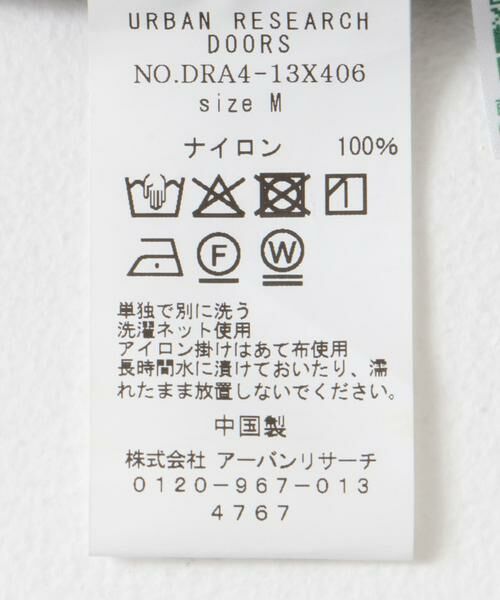 URBAN RESEARCH
DOORS
NO.DRA4-13X406
size M
ナイロン 100%
F W
単独で別に洗う
洗濯ネット使用
アイロン掛けはあて布使用
長時間水に漬けておいたり、濡
れたまま放置しないでください。
中国製
株式会社 アーバンリサーチ
0120-967-013
4767